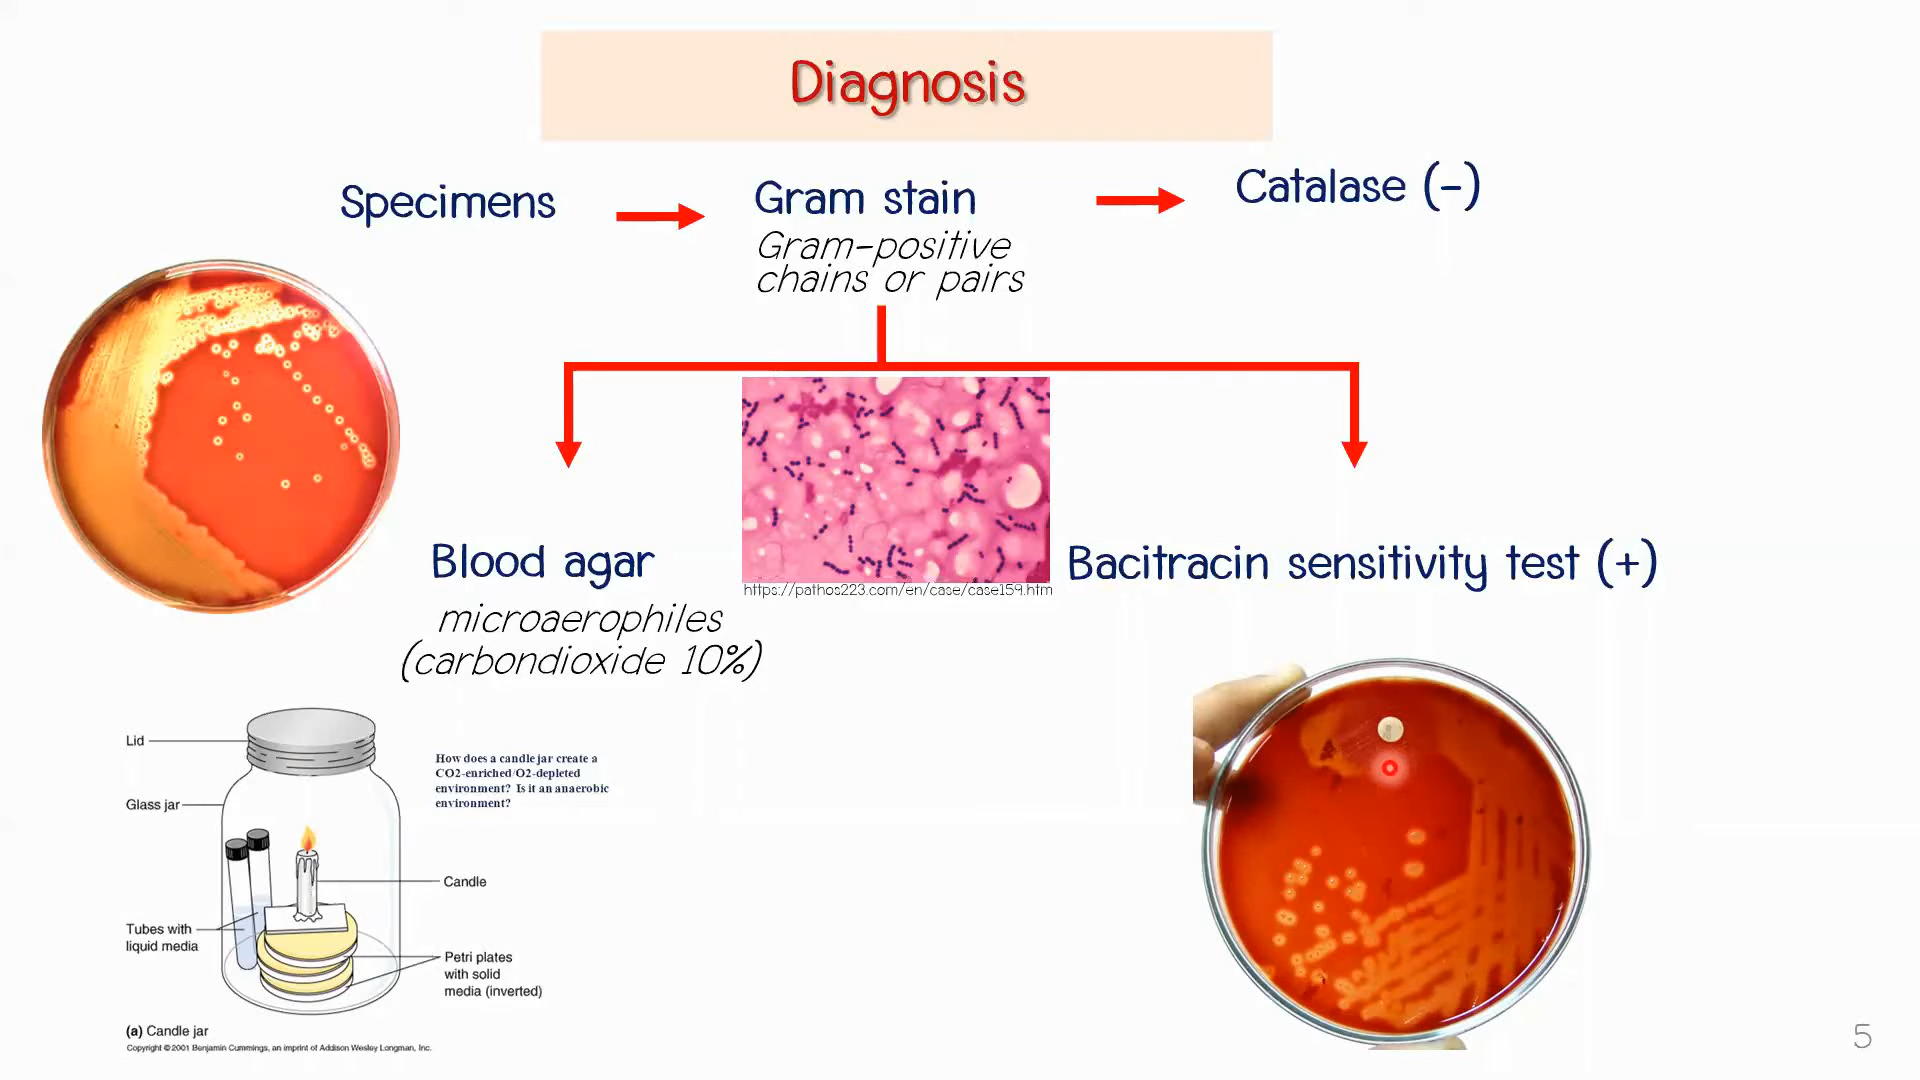 Diagnosis
Specimens
Gram stain
Gram-positive
chains or pairs
Catalase (-)
Blood agar
microaerophiles
(carbondioxide 10%)
https://pathos223.com/en/case/case159.htm
Bacitracin sensitivity test (+)
Lid
Glass jar
How does a candle jar create a
CO2-enriched/O2-depleted
environment? Is it an anaerobic
environment?
Candle
Tubes with
liquid media
Petri plates
with solid
media (inverted)
(a) Candle jar
Copyright © 2001 Benjamin Cummings, an imprint of Addison Wesley Longman, Inc.
5